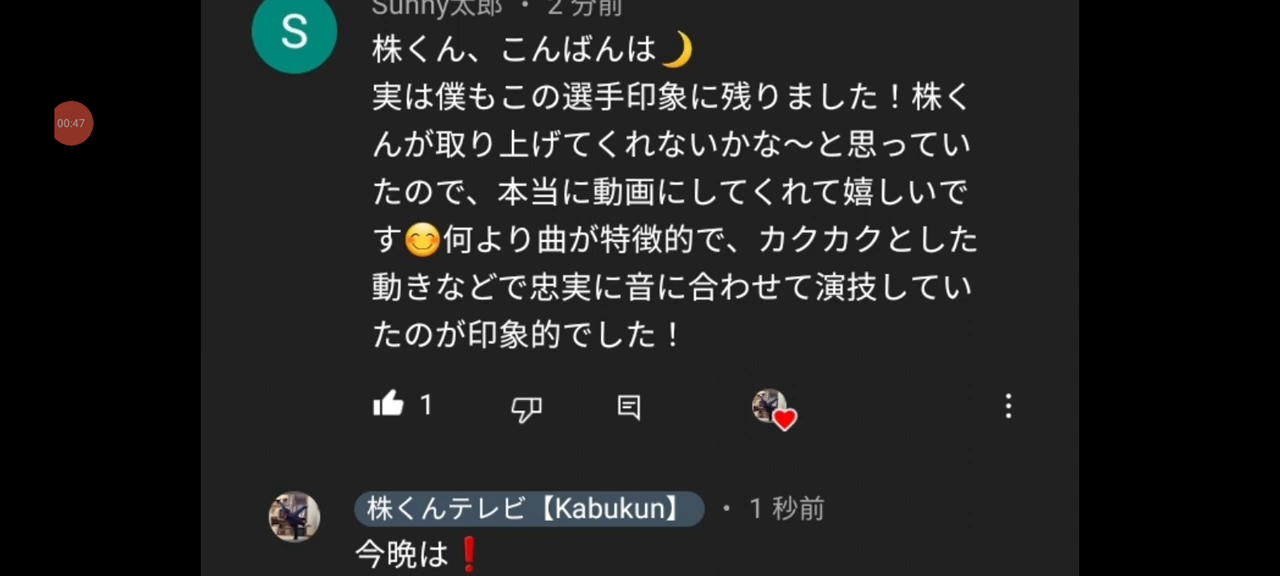 Sunny太郎 ・ 2 分前
S
株くん、こんばんは🌙
実は僕もこの選手印象に残りました！株く
んが取り上げてくれないかな〜と思ってい
たので、本当に動画にしてくれて嬉しいで
す😊何より曲が特徴的で、カクカクとした
動きなどで忠実に音に合わせて演技してい
たのが印象的でした！
00:47
1
株くんテレビ【Kabukun】 ・ 1 秒前
今晩は❗